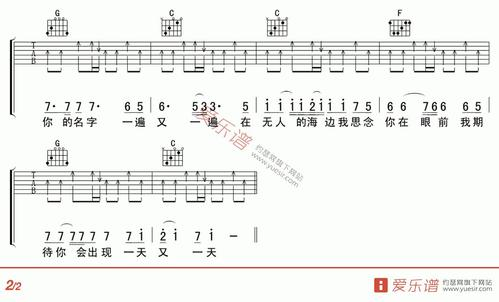 G C C F
T A B
7· 7 7 7 6 5 5· 5 3 3· 5 i i i i i 2 i i i 7 5 6 6 7 6 6 6 5
你 的 名字 一遍 又 一遍 在 无人 的 海 边我 思念 你在 眼 前 我期
G C
T A B
7 7 7 7 7 7 7 i 2 i 7 i —
待你 会出现 一天 又 一天
爱乐谱
约瑟网旗下网站
www.yuesir.com
2/2
爱乐谱
约瑟网旗下网站
www.yuesir.com